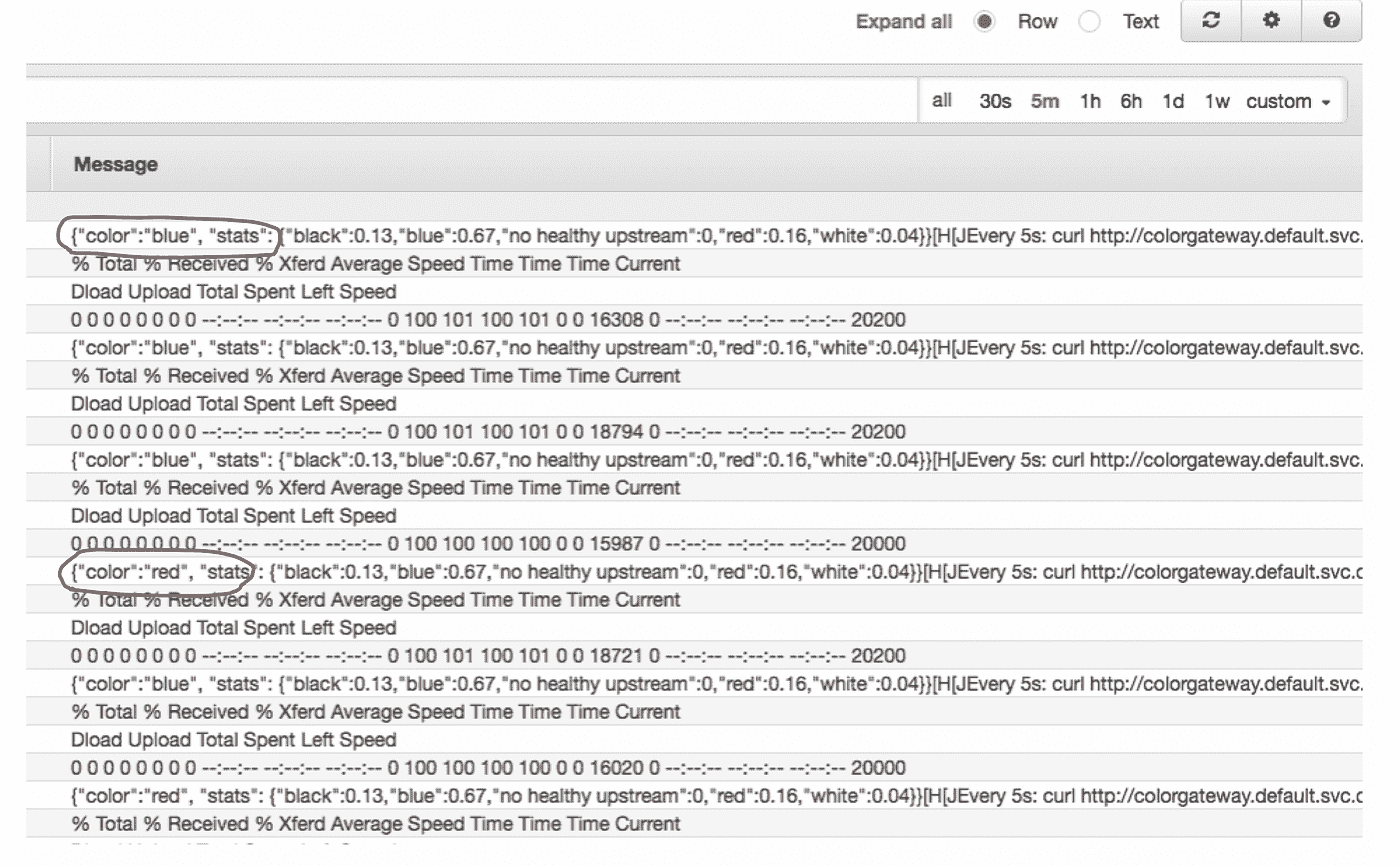 Expand all Row Text
all 30s 5m 1h 6h 1d 1w custom
Message
{"color":"blue", "stats": {"black":0.13,"blue":0.67,"no healthy upstream":0,"red":0.16,"white":0.04}}[H[JEvery 5s: curl http://colorgateway.default.svc.
% Total % Received % Xferd Average Speed Time Time Time Current
Dload Upload Total Spent Left Speed
0 0 0 0 0 0 0 0 --:--:-- --:--:-- --:--:-- 0 100 101 100 101 0 0 16308 0 --:--:-- --:--:-- --:--:-- 20200
{"color":"blue", "stats": {"black":0.13,"blue":0.67,"no healthy upstream":0,"red":0.16,"white":0.04}}[H[JEvery 5s: curl http://colorgateway.default.svc.
% Total % Received % Xferd Average Speed Time Time Time Current
Dload Upload Total Spent Left Speed
0 0 0 0 0 0 0 0 --:--:-- --:--:-- --:--:-- 0 100 101 100 101 0 0 18794 0 --:--:-- --:--:-- --:--:-- 20200
{"color":"blue", "stats": {"black":0.13,"blue":0.67,"no healthy upstream":0,"red":0.16,"white":0.04}}[H[JEvery 5s: curl http://colorgateway.default.svc.
% Total % Received % Xferd Average Speed Time Time Time Current
Dload Upload Total Spent Left Speed
0 0 0 0 0 0 0 0 --:--:-- --:--:-- --:--:-- 0 100 100 100 100 0 0 15987 0 --:--:-- --:--:-- --:--:-- 20000
{"color":"red", "stats": {"black":0.13,"blue":0.67,"no healthy upstream":0,"red":0.16,"white":0.04}}[H[JEvery 5s: curl http://colorgateway.default.svc.c
% Total % Received % Xferd Average Speed Time Time Time Current
Dload Upload Total Spent Left Speed
0 0 0 0 0 0 0 0 --:--:-- --:--:-- --:--:-- 0 100 101 100 101 0 0 18721 0 --:--:-- --:--:-- --:--:-- 20200
{"color":"blue", "stats": {"black":0.13,"blue":0.67,"no healthy upstream":0,"red":0.16,"white":0.04}}[H[JEvery 5s: curl http://colorgateway.default.svc.
% Total % Received % Xferd Average Speed Time Time Time Current
Dload Upload Total Spent Left Speed
0 0 0 0 0 0 0 0 --:--:-- --:--:-- --:--:-- 0 100 100 100 100 0 0 16020 0 --:--:-- --:--:-- --:--:-- 20000
{"color":"red", "stats": {"black":0.13,"blue":0.67,"no healthy upstream":0,"red":0.16,"white":0.04}}[H[JEvery 5s: curl http://colorgateway.default.svc.c
% Total % Received % Xferd Average Speed Time Time Time Current